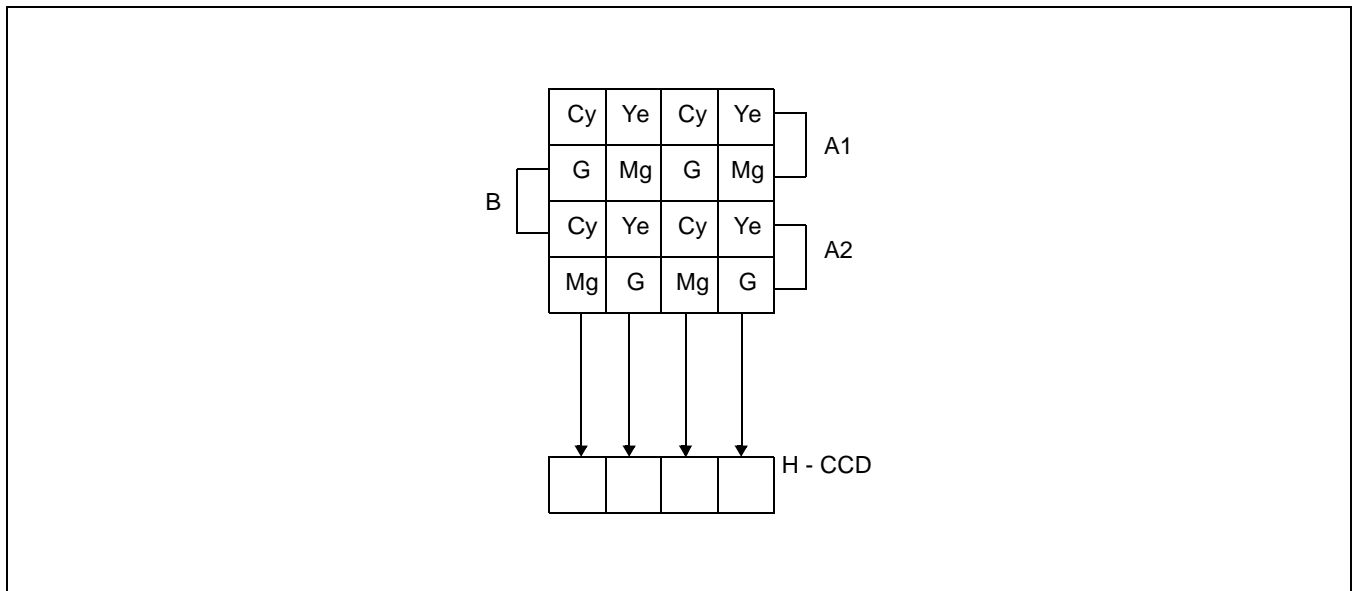 Cy Ye Cy Ye
A1
G Mg G Mg
B
Cy Ye Cy Ye
A2
Mg G Mg G
H - CCD